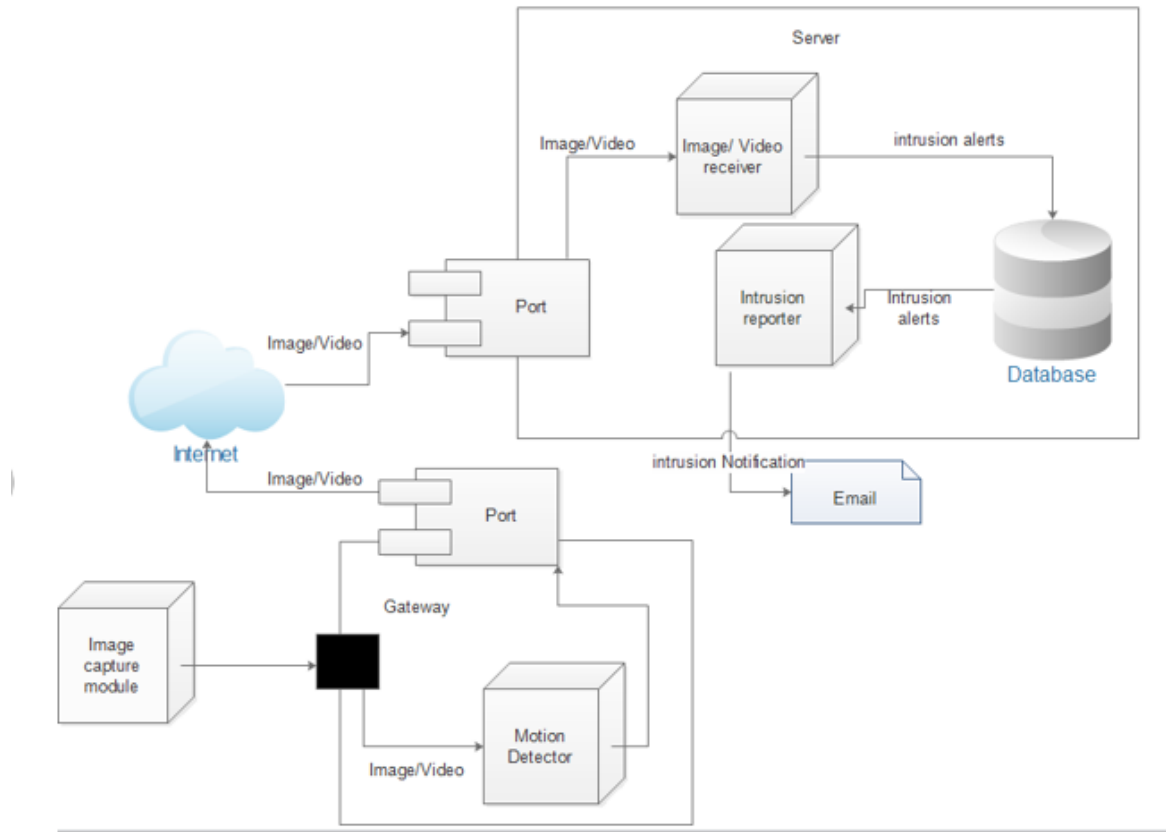 Server
Image/Video
Image/ Video
receiver
intrusion alerts
Port
Intrusion
reporter
Intrusion
alerts
Database
Image/Video
Internet
Image/Video
Port
intrusion Notification
Email
Gateway
Image
capture
module
Motion
Detector
Image/Video